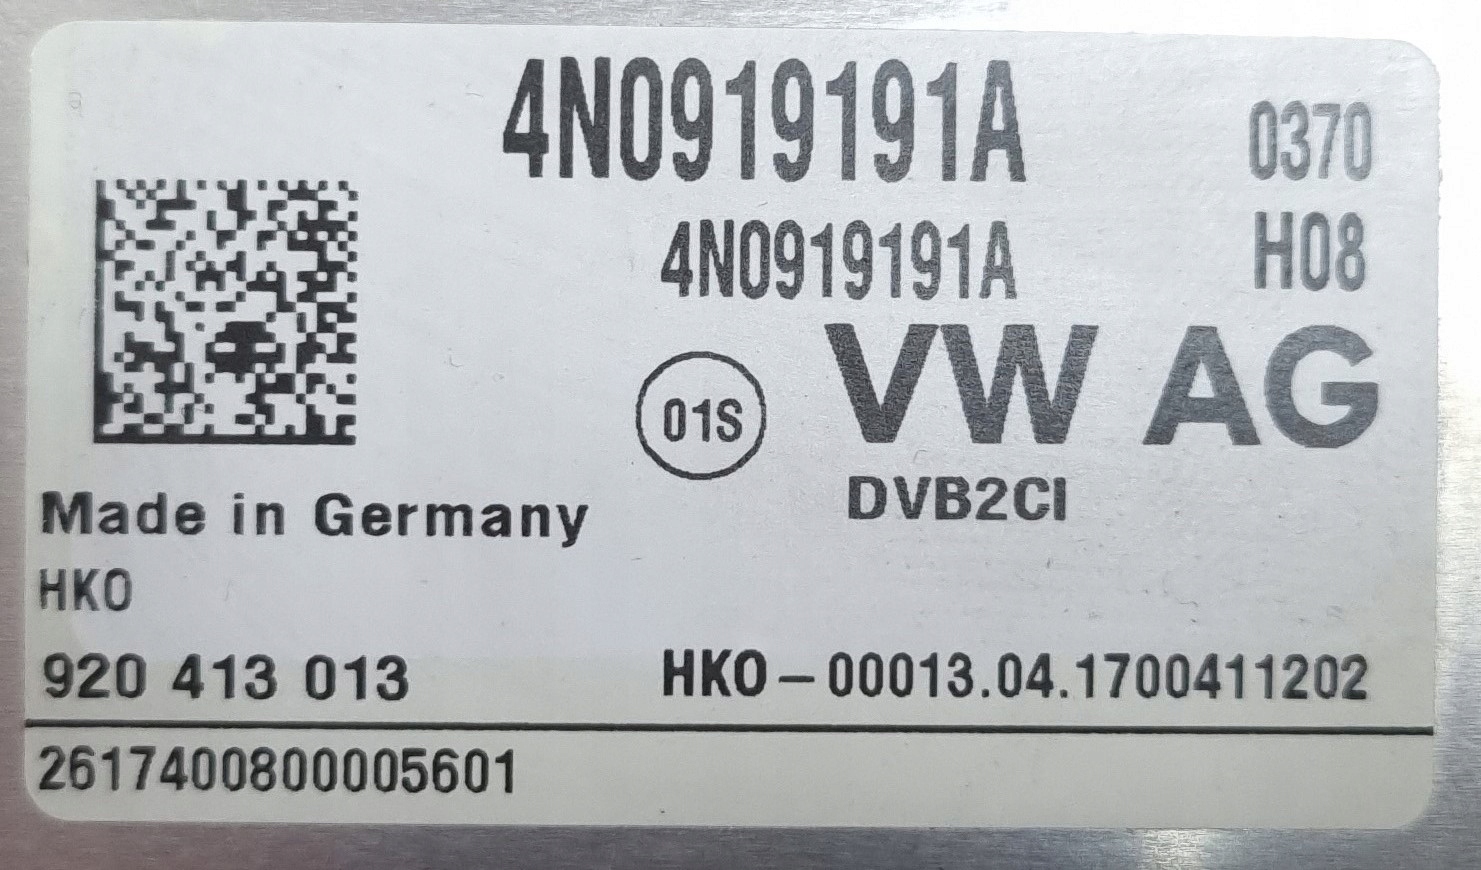 4N0919191A 0370
4N0919191A H08
01S VW AG
DVB2CI
Made in Germany
HKO
920 413 013 HKO-00013.04.1700411202
2617400800005601